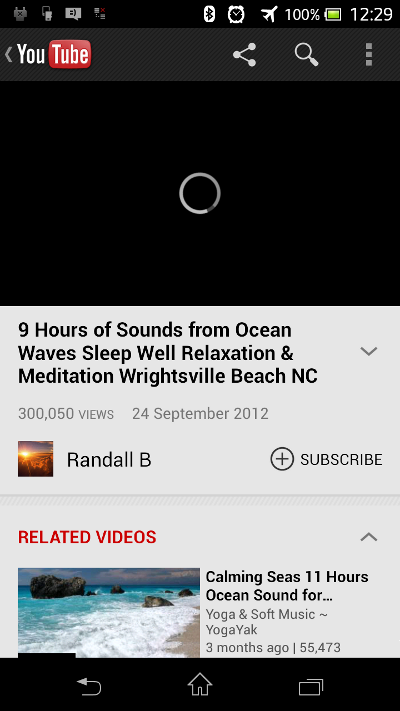 100% 12:29
YouTube
9 Hours of Sounds from Ocean
Waves Sleep Well Relaxation &
Meditation Wrightsville Beach NC
300,050 VIEWS 24 September 2012
Randall B SUBSCRIBE
RELATED VIDEOS
Calming Seas 11 Hours
Ocean Sound for...
Yoga & Soft Music ~
YogaYak
3 months ago | 55,473